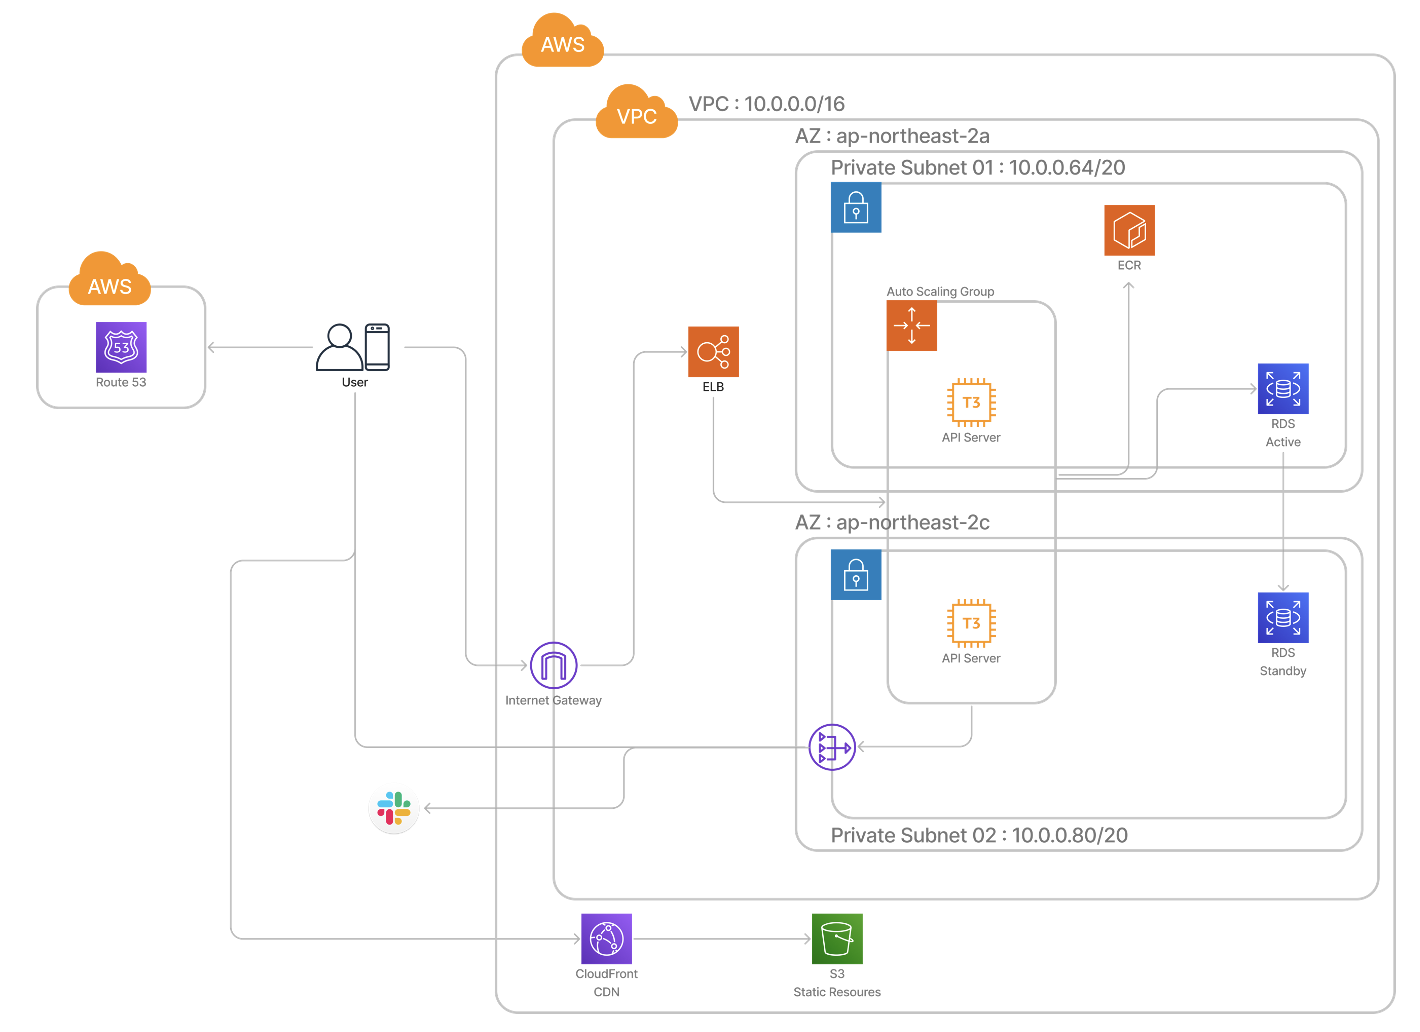 AWS
VPC
VPC : 10.0.0.0/16
AZ : ap-northeast-2a
Private Subnet 01 : 10.0.0.64/20
ECR
Auto Scaling Group
AWS
53
Route 53
User
ELB
T3
API Server
RDS
Active
AZ : ap-northeast-2c
T3
API Server
RDS
Standby
Internet Gateway
Private Subnet 02 : 10.0.0.80/20
CloudFront
CDN
S3
Static Resoures